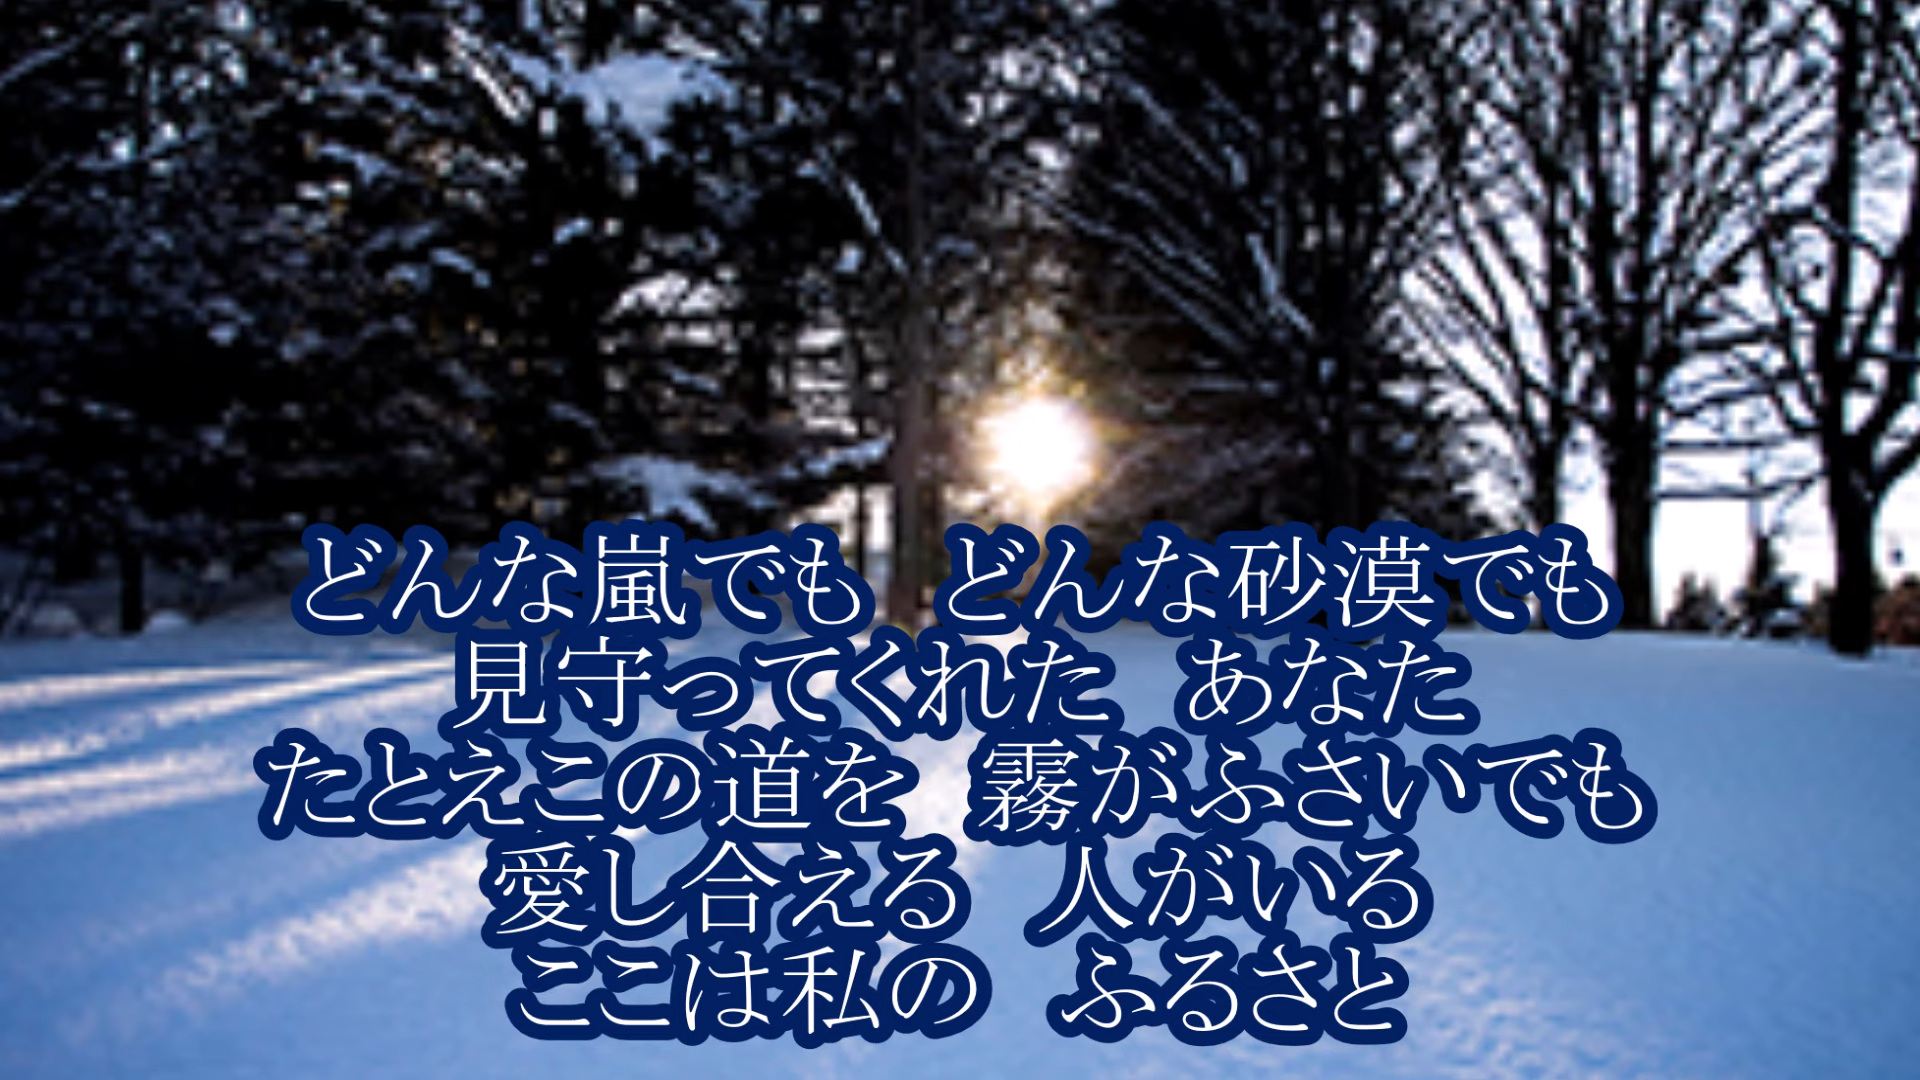 どんな嵐でも　どんな砂漠でも
見守ってくれた　あなた
たとえこの道を　霧がふさいでも
愛し合える　人がいる
ここは私の　ふるさと